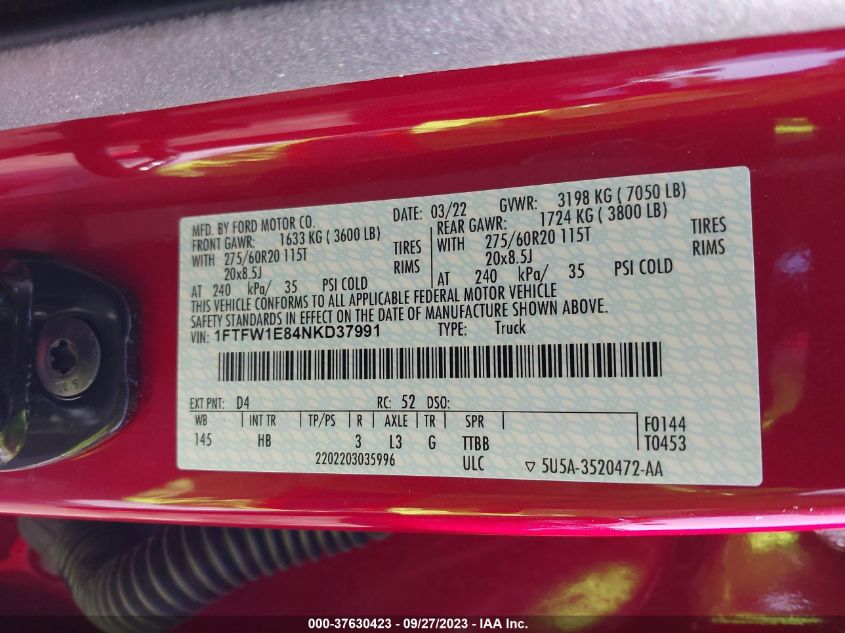 MFD. BY FORD MOTOR CO. DATE: 03/22 GVWR: 3198 KG ( 7050 LB)
FRONT GAWR: 1633 KG ( 3600 LB) REAR GAWR: 1724 KG ( 3800 LB)
WITH 275/60R20 115T TIRES WITH 275/60R20 115T TIRES
20x8.5J RIMS 20x8.5J RIMS
AT 240 kPa/ 35 PSI COLD AT 240 kPa/ 35 PSI COLD
THIS VEHICLE CONFORMS TO ALL APPLICABLE FEDERAL MOTOR VEHICLE
SAFETY STANDARDS IN EFFECT ON THE DATE OF MANUFACTURE SHOWN ABOVE.
VIN: 1FTFW1E84NKD37991 TYPE: Truck
EXT PNT: D4 RC: 52 DSO:
WB INT TR TP/PS R AXLE TR SPR F0144
145 HB 3 L3 G TTBB T0453
2202203035996 ULC ▽ 5U5A-3520472-AA
10.9
000-37630423 - 09/27/2023 - IAA Inc.